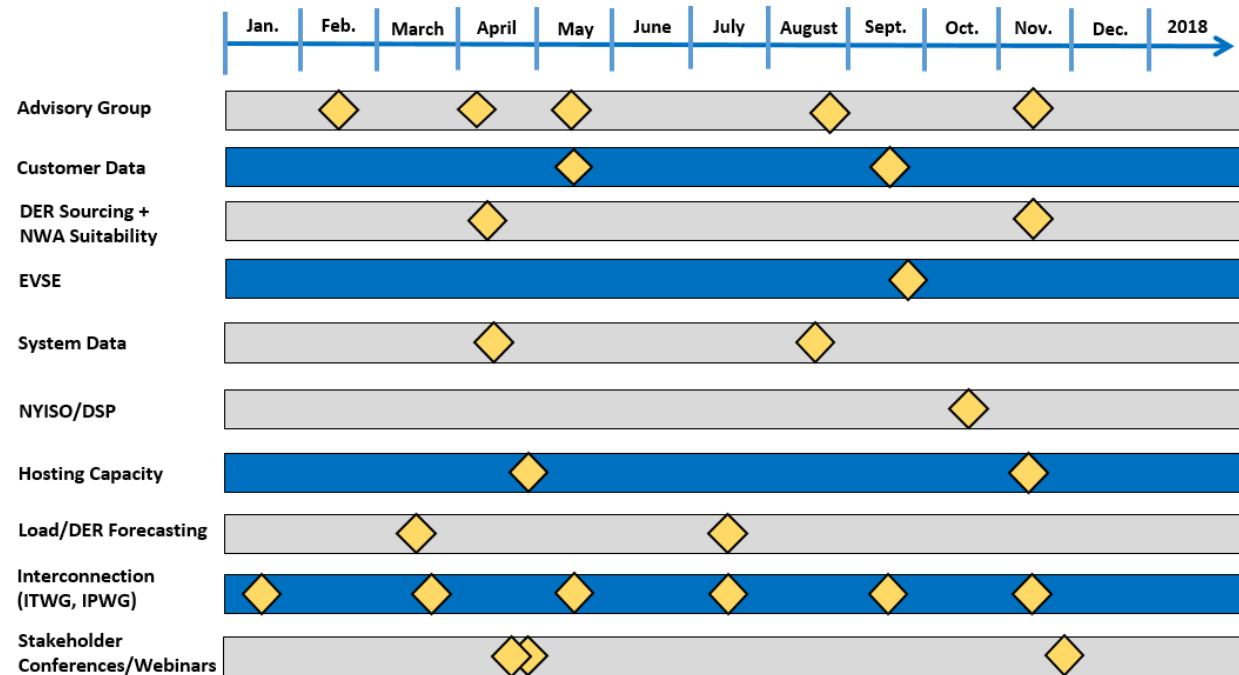 Jan.
Feb.
March
April
May
June
July
August
Sept.
Oct.
Nov.
Dec.
2018
Advisory Group
Customer Data
DER Sourcing +
NWA Suitability
EVSE
System Data
NYISO/DSP
Hosting Capacity
Load/DER Forecasting
Interconnection
(ITWG, IPWG)
Stakeholder
Conferences/Webinars